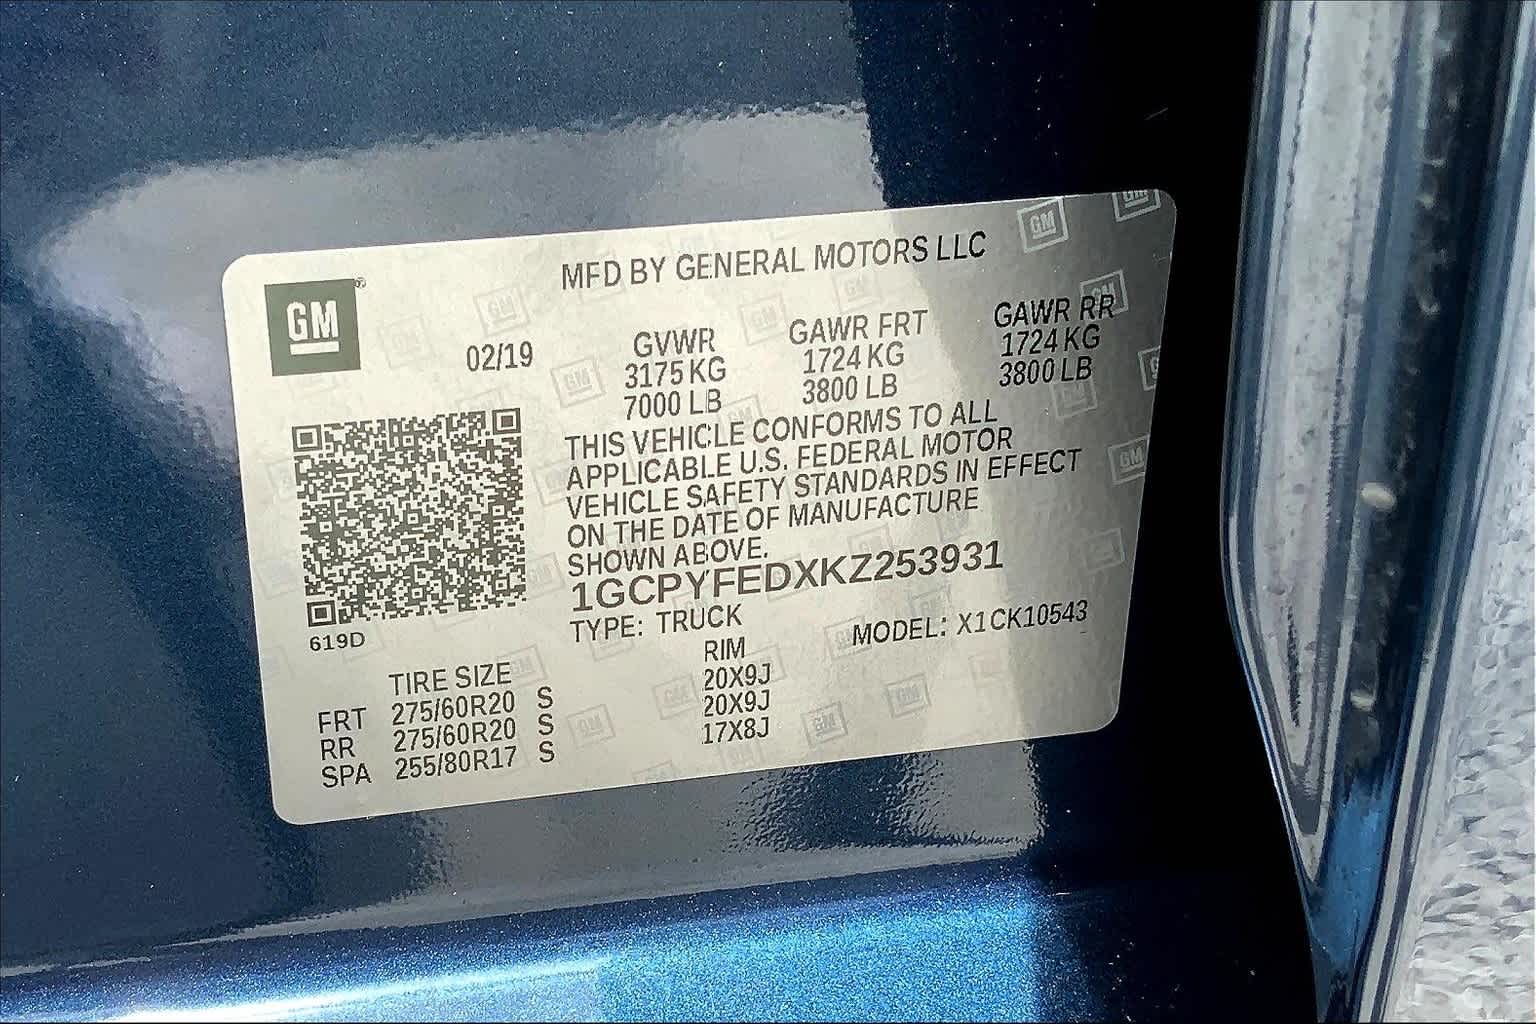 GM
MFD BY GENERAL MOTORS LLC
02/19
GVWR
3175 KG
7000 LB
GAWR FRT
1724 KG
3800 LB
GAWR RR
1724 KG
3800 LB
THIS VEHICLE CONFORMS TO ALL
APPLICABLE U.S. FEDERAL MOTOR
VEHICLE SAFETY STANDARDS IN EFFECT
ON THE DATE OF MANUFACTURE
SHOWN ABOVE.
1GCPYFEDXKZ253931
TYPE: TRUCK
MODEL: X1CK10543
619D
TIRE SIZE
RIM
FRT 275/60R20 S 20X9J
RR 275/60R20 S 20X9J
SPA 255/80R17 S 17X8J